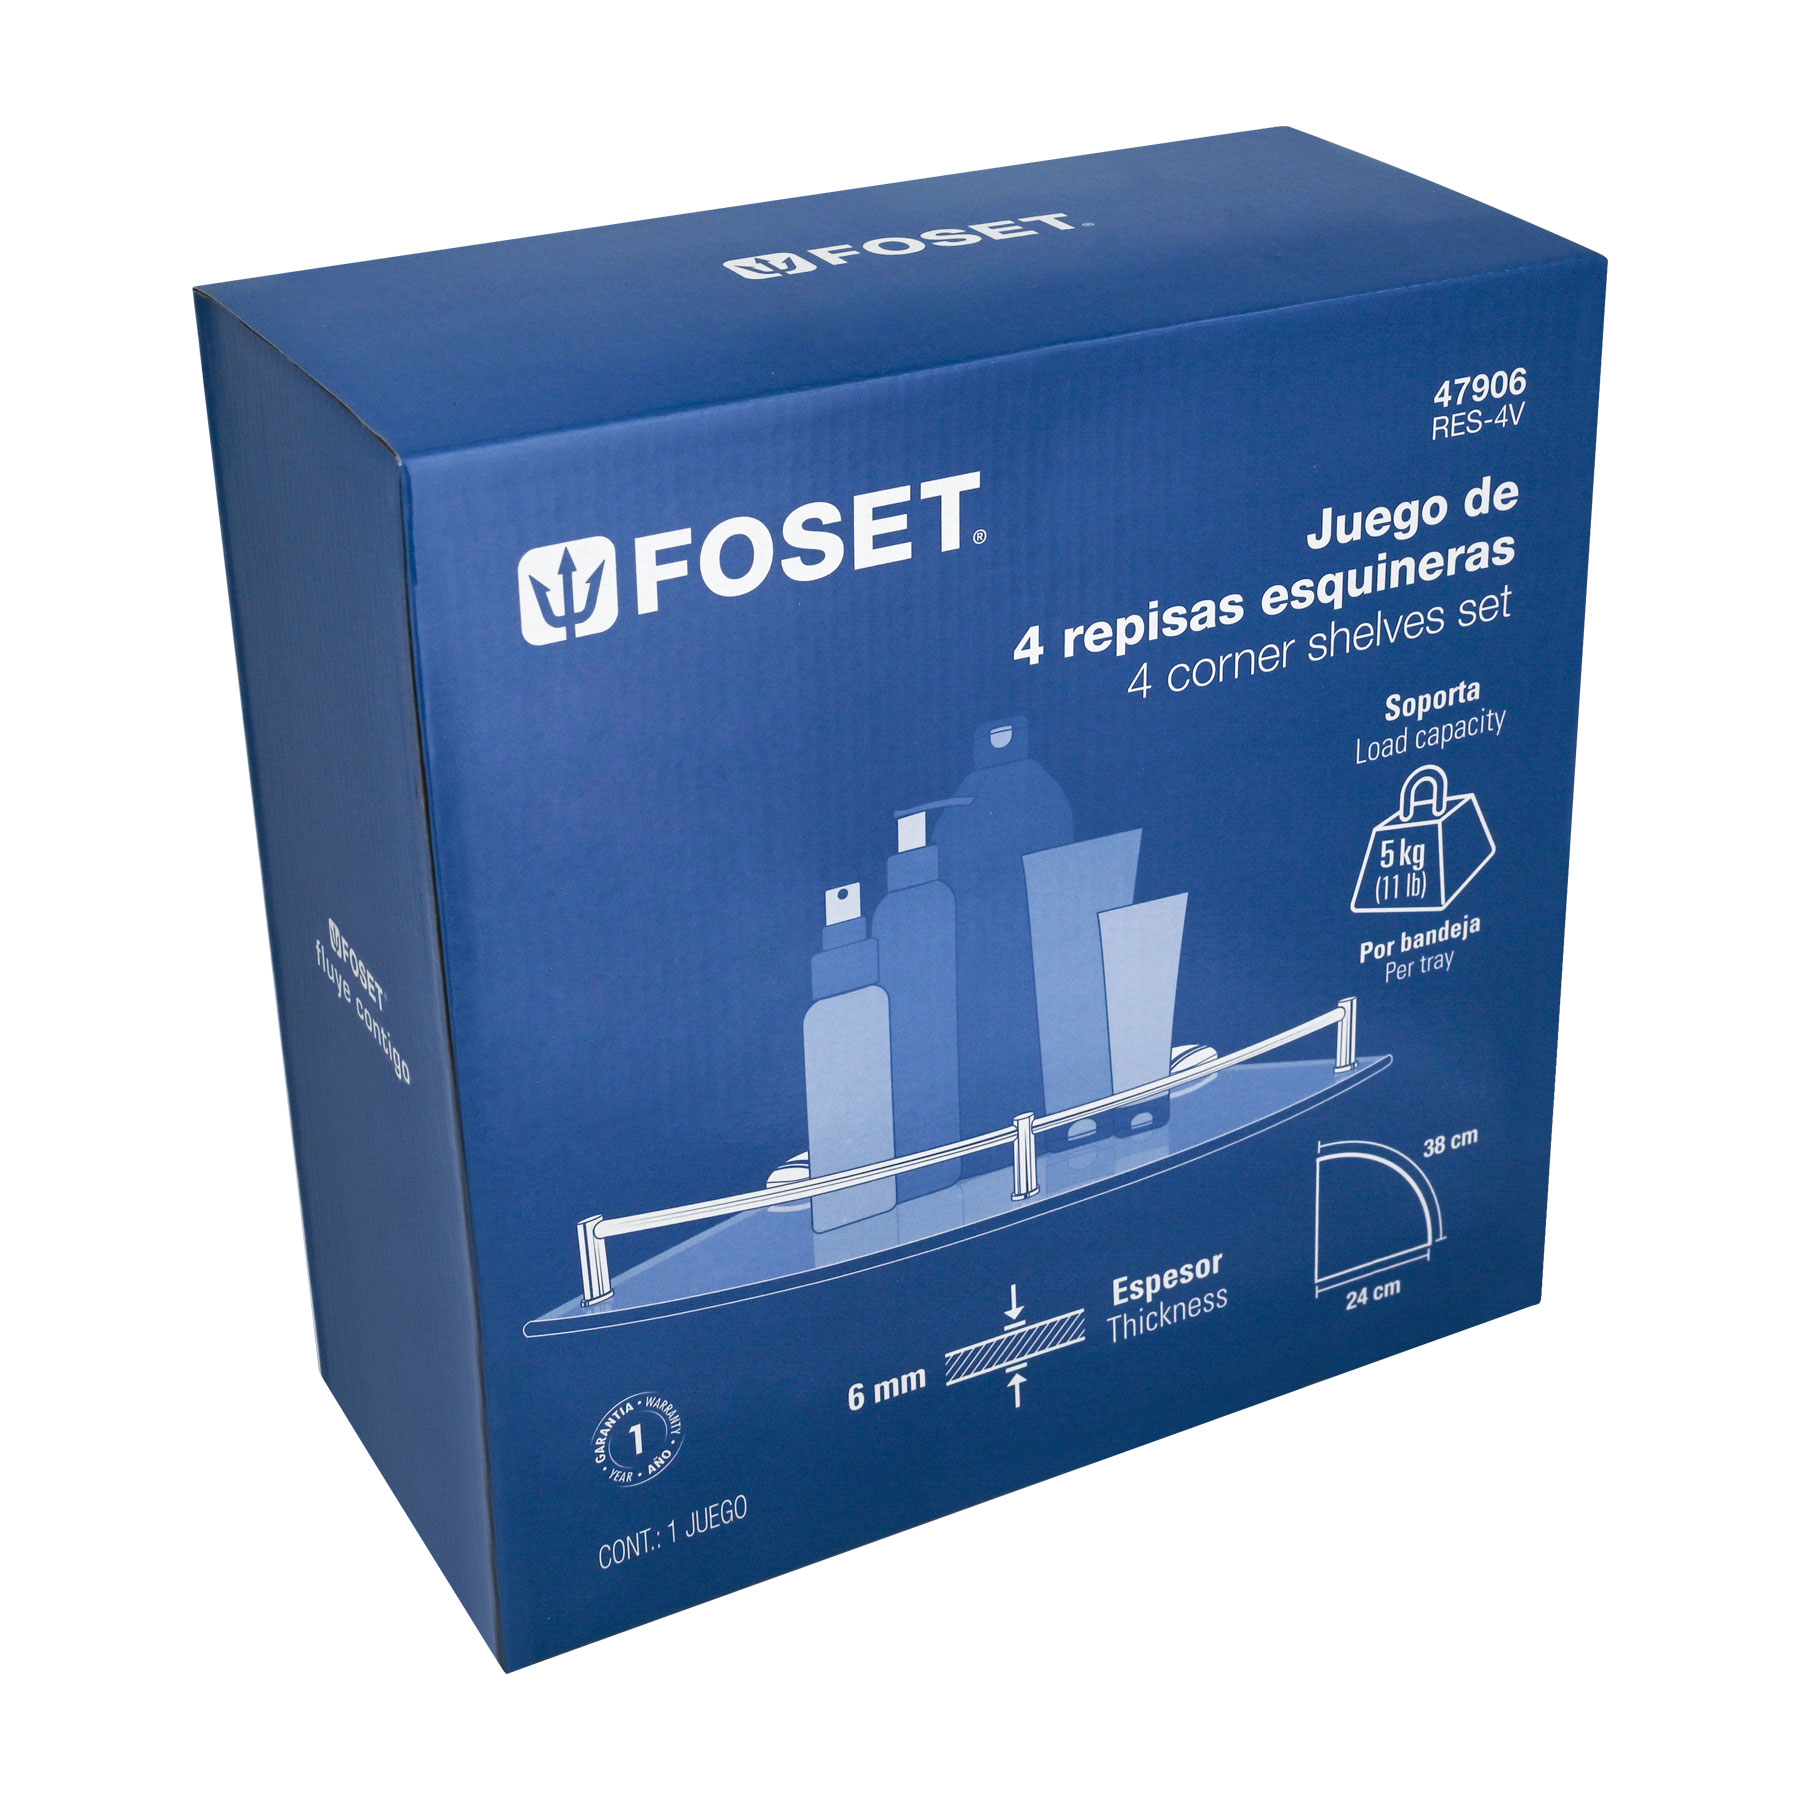 FOSET®
47906
RES-4V
FOSET®
Juego de
4 repisas esquineras
4 corner shelves set
Soporta
Load capacity
5 kg
(11 lb)
Por bandeja
Per tray
FOSET®
fluye contigo
38 cm
24 cm
Espesor
Thickness
6 mm
GARANTIA • WARRANTY •
1
• YEAR • AÑO
CONT.: 1 JUEGO